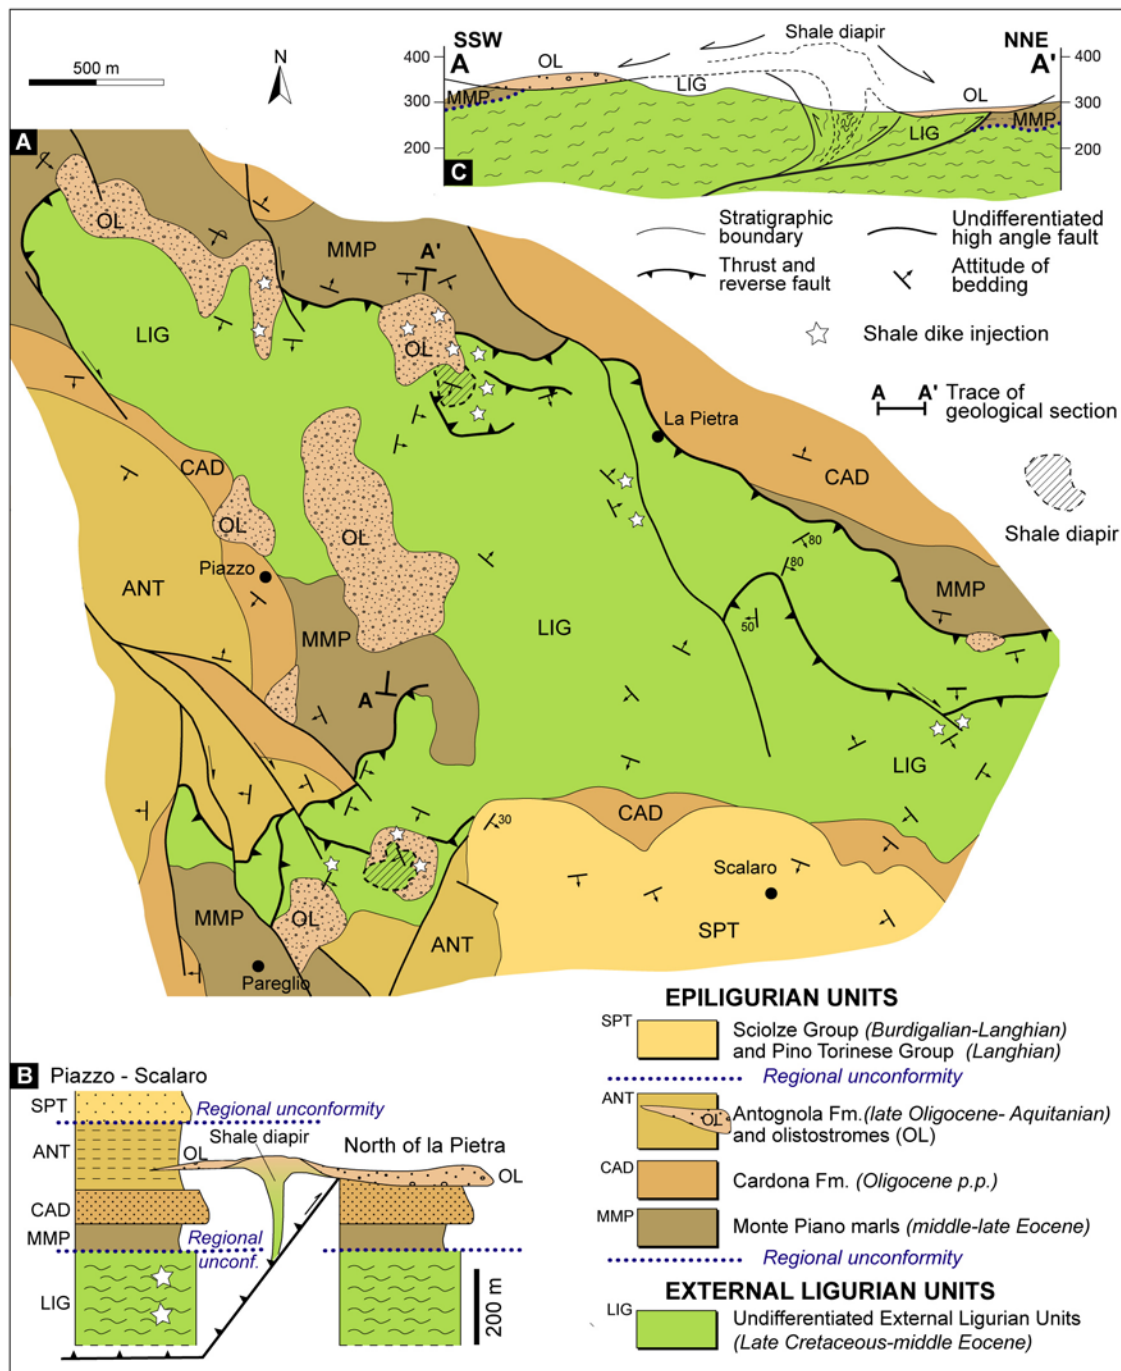 500 m
N
SSW
A
OL
LIG
Shale diapir
NNE
A'
400
300
200
MMP
OL
LIG
MMP
400
300
200
C
A
Stratigraphic
boundary
Undifferentiated
high angle fault
Thrust and
reverse fault
Attitude of
bedding
Shale dike injection
A A' Trace of
geological section
Shale diapir
OL
MMP
A'
OL
LIG
La Pietra
CAD
CAD
OL
OL
Piazzo
ANT
MMP
LIG
80
80
50
MMP
A
LIG
CAD
30
Scalaro
SPT
MMP
OL
ANT
Pareglio
B
Piazzo - Scalaro
SPT
Regional unconformity
ANT
Shale diapir
OL
North of la Pietra
OL
CAD
MMP
Regional
unconf.
LIG
200 m
EPILIGURIAN UNITS
SPT
Sciolze Group (Burdigalian-Langhian)
and Pino Torinese Group (Langhian)
Regional unconformity
ANT
OL
Antognola Fm.(late Oligocene- Aquitanian)
and olistostromes (OL)
CAD
Cardona Fm. (Oligocene p.p.)
MMP
Monte Piano marls (middle-late Eocene)
Regional unconformity
EXTERNAL LIGURIAN UNITS
LIG
Undifferentiated External Ligurian Units
(Late Cretaceous-middle Eocene)